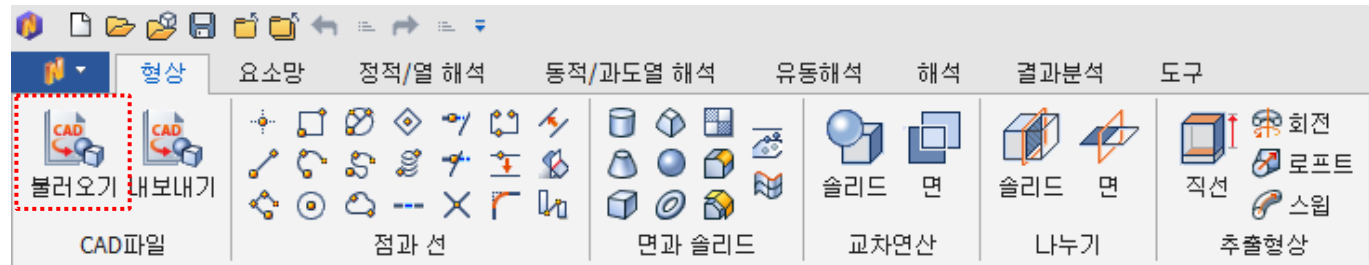 형상 요소망 정적/열 해석 동적/과도열 해석 유동해석 해석 결과분석 도구
CAD CAD
불러오기 내보내기 솔리드 면 솔리드 면 직선 회전
로프트
스윕
CAD파일 점과 선 면과 솔리드 교차연산 나누기 추출형상